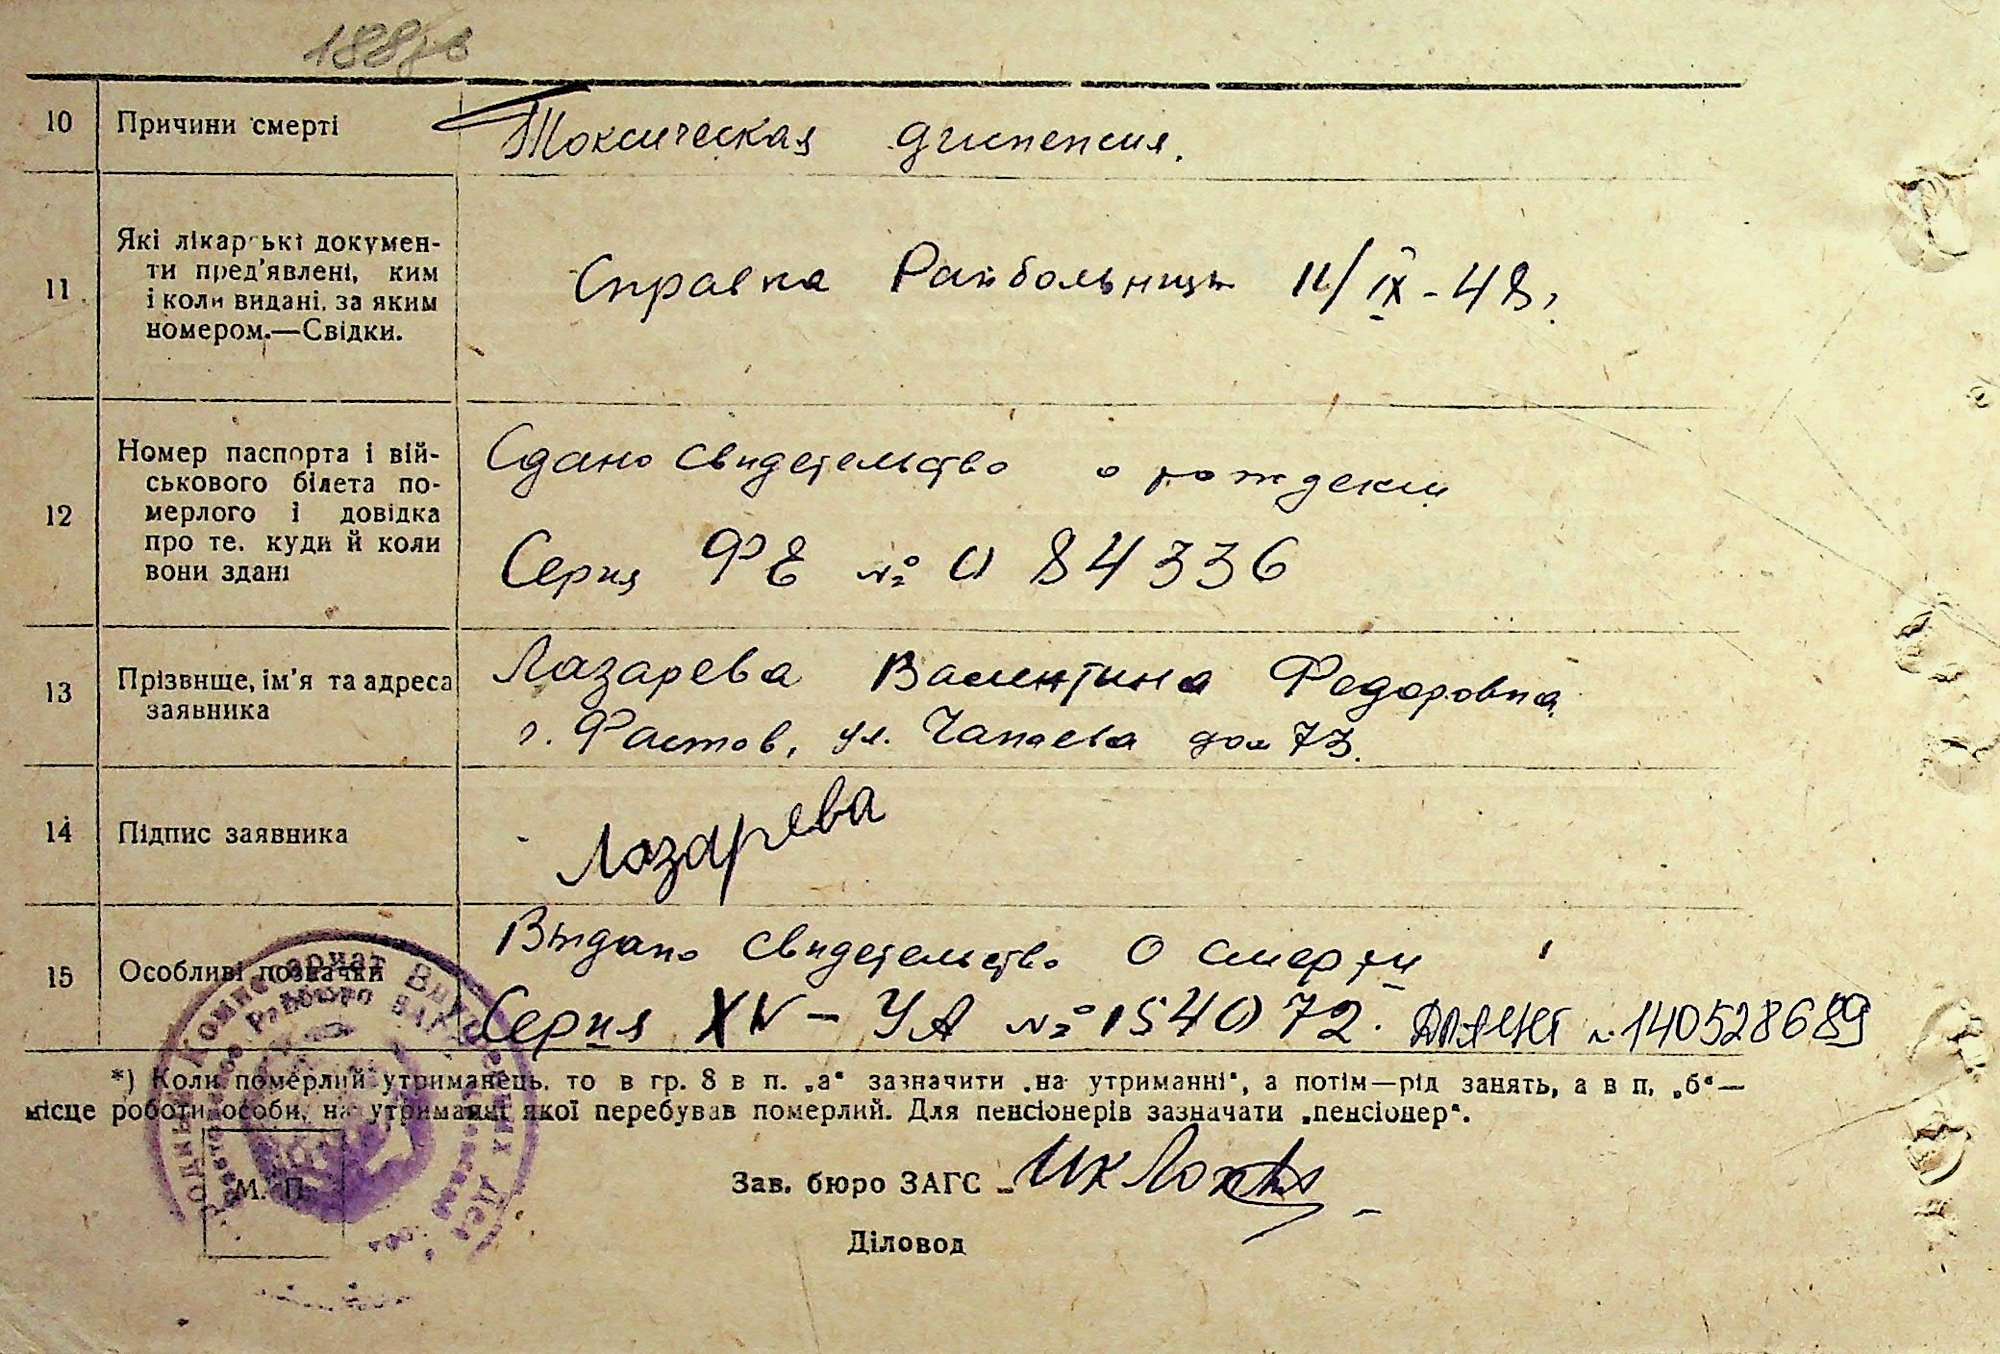 188
10 Причини смерті Токсическая диспепсия.
11 Які лікарські докумен-
ти пред'явлені, ким
і коли видані, за яким
номером.—Свідки.
Справка Райбольницы 11/IX-48г.
12 Номер паспорта і вій-
ськового білета по-
мерлого і довідка
про те, куди й коли
вони здані
Сдано свидетельство о рождении
Серия ФЕ № 084336
13 Прізвище, ім'я та адреса
заявника
Лазарева Валентина Федоровна
г. Фастов, ул. Чапаева дом 73.
14 Підпис заявника Лазарева
15 Особливі позначки
Выдано свидетельство о смерти
Серия XV-УА № 154072. № 140528689
*) Коли померлий утриманець, то в гр. 8 в п. „а“ зазначити „на утриманні“, а потім—рід занять, а в п, „б“—
місце роботи особи, на утриманні якої перебував померлий. Для пенсіонерів зазначати „пенсіонер“.
М. П.
Зав. бюро ЗАГС
Діловод